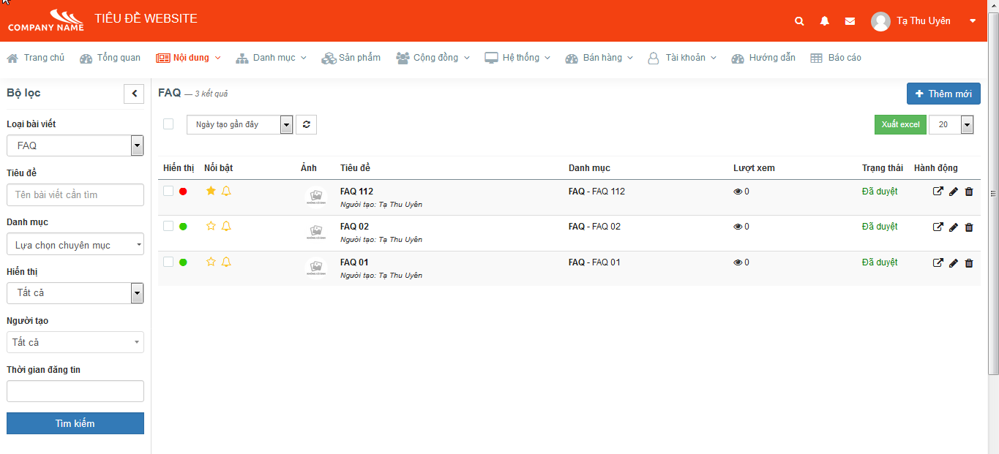 COMPANY NAME
TIÊU ĐỀ WEBSITE
Tạ Thu Uyên
Trang chủ
Tổng quan
Nội dung
Danh mục
Sản phẩm
Cộng đồng
Hệ thống
Bán hàng
Tài khoản
Hướng dẫn
Báo cáo
Bộ lọc
Loại bài viết
FAQ
Tiêu đề
Tên bài viết cần tìm
Danh mục
Lựa chọn chuyên mục
Hiển thị
Tất cả
Người tạo
Tất cả
Thời gian đăng tin
Tìm kiếm
FAQ — 3 kết quả
Thêm mới
Ngày tạo gần đây
Xuất excel
20
Hiển thị Nổi bật Ảnh Tiêu đề Danh mục Lượt xem Trạng thái Hành động
FAQ 112 FAQ - FAQ 112 0 Đã duyệt
Người tạo: Tạ Thu Uyên
FAQ 02 FAQ - FAQ 02 0 Đã duyệt
Người tạo: Tạ Thu Uyên
FAQ 01 FAQ - FAQ 01 0 Đã duyệt
Người tạo: Tạ Thu Uyên